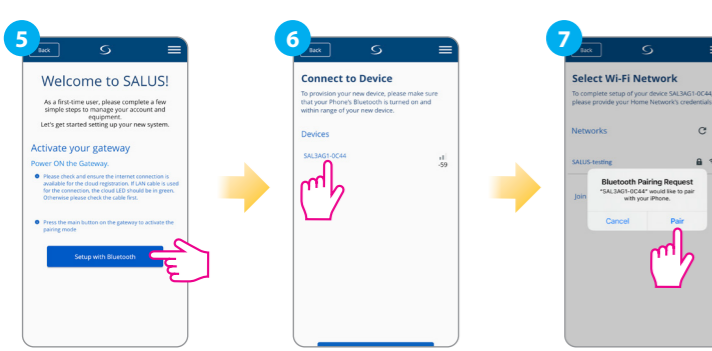 5
Back
Welcome to SALUS!
As a first-time user, please complete a few
simple steps to manage your account and
equipment.
Let's get started setting up your new system.
Activate your gateway
Power ON the Gateway.
Please check and ensure the internet connection is
available for the cloud registration. If LAN cable is used
for the connection, the cloud LED should be in green.
Otherwise please check the cable first.
Press the main button on the gateway to activate the
pairing mode
Setup with Bluetooth
6
Back
Connect to Device
To provision your new device, please make sure
that your Phone's Bluetooth is turned on and
within range of your new device.
Devices
SAL3AG1-0C44
-59
7
Back
Select Wi-Fi Network
To complete setup of your device SAL3AG1-0C44,
please provide your Home Network's credentials.
Networks
SALUS-testing
Join
Bluetooth Pairing Request
"SAL3AG1-0C44" would like to pair
with your iPhone.
Cancel
Pair